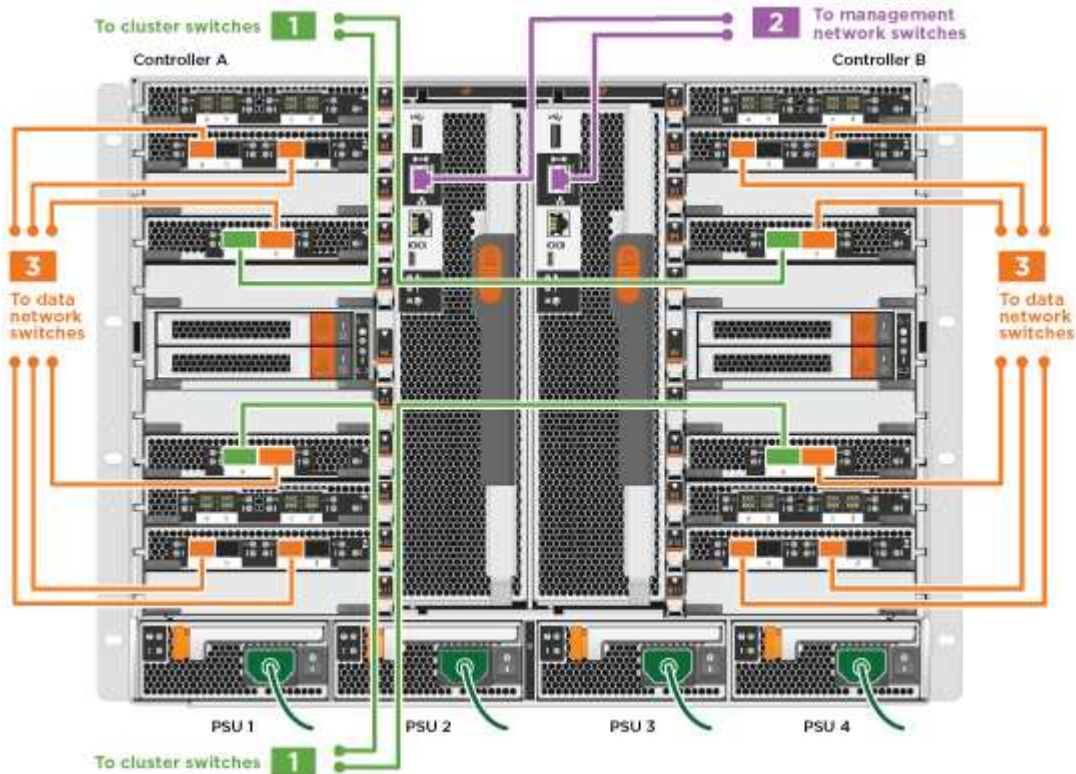 To cluster switches 1
2 To management
network switches
Controller A
Controller B
3
To data
network
switches
3
To data
network
switches
PSU 1
PSU 2
PSU 3
PSU 4
To cluster switches 1